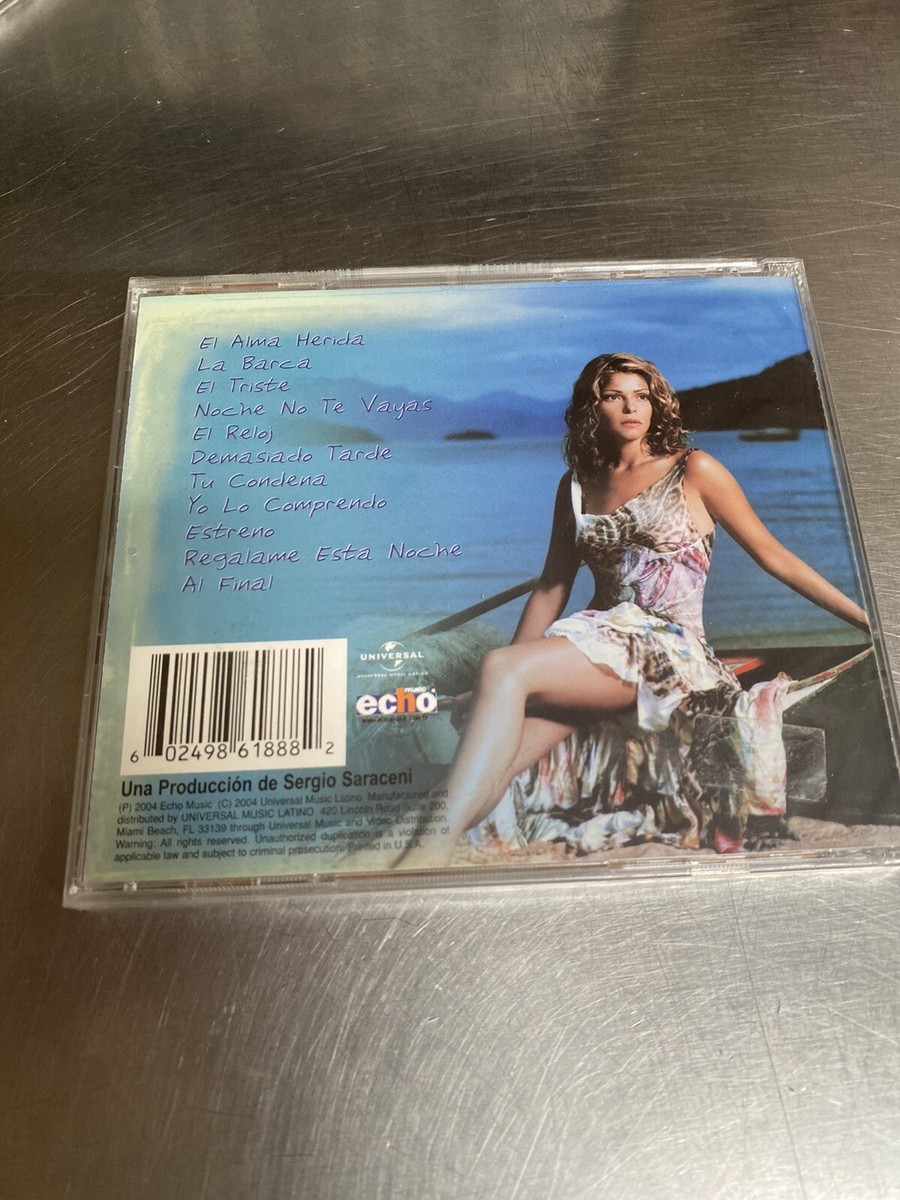 El Alma Herida
La Barca
El Triste
Noche No Te Vayas
El Reloj
Demasiado Tarde
Tu Condena
Yo Lo Comprendo
Estreno
Regalame Esta Noche
Al Final
UNIVERSAL
UNIVERSAL MUSIC LATINO
music
echo
6 02498 61888 2
Una Producción de Sergio Saraceni
(P) 2004 Echo Music (C) 2004 Universal Music Latino. Manufactured and
distributed by UNIVERSAL MUSIC LATINO 420 Lincoln Road Suite 200,
Miami Beach, FL 33139 through Universal Music and Video Distribution.
Warning: All rights reserved. Unauthorized duplication is a violation of
applicable law and subject to criminal prosecution. Printed in U.S.A.